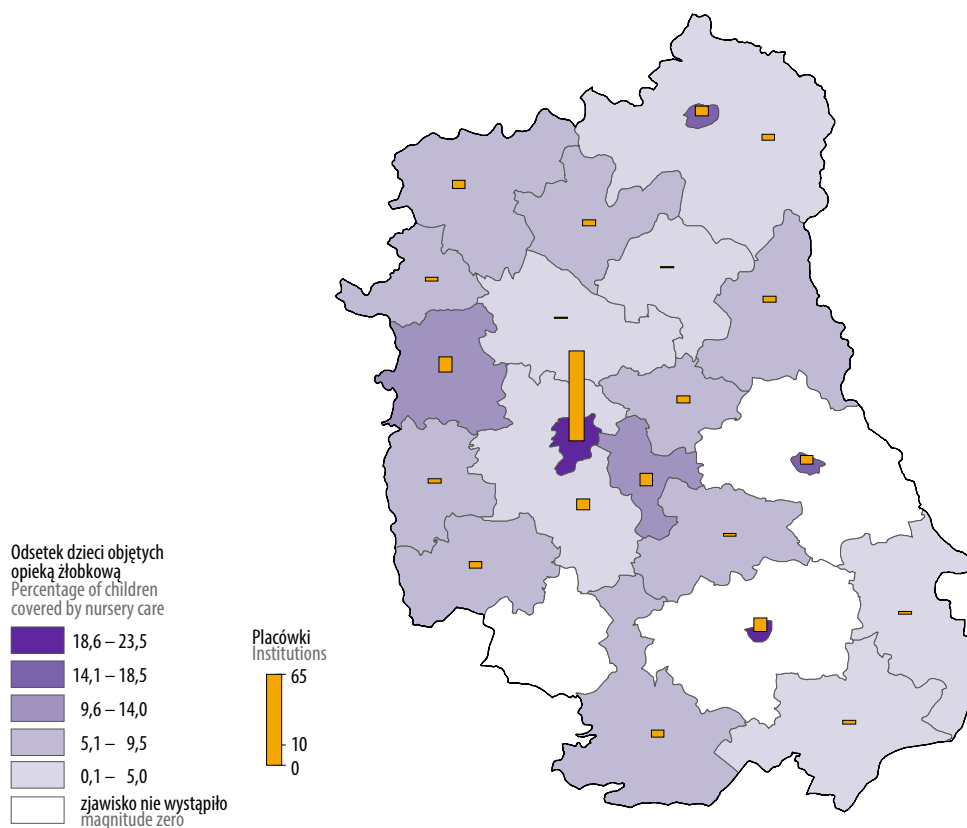 Odsetek dzieci objętych
opieką żłobkową
Percentage of children
covered by nursery care
18,6 – 23,5
14,1 – 18,5
9,6 – 14,0
5,1 – 9,5
0,1 – 5,0
zjawisko nie wystąpiło
magnitude zero
Placówki
Institutions
65
10
0